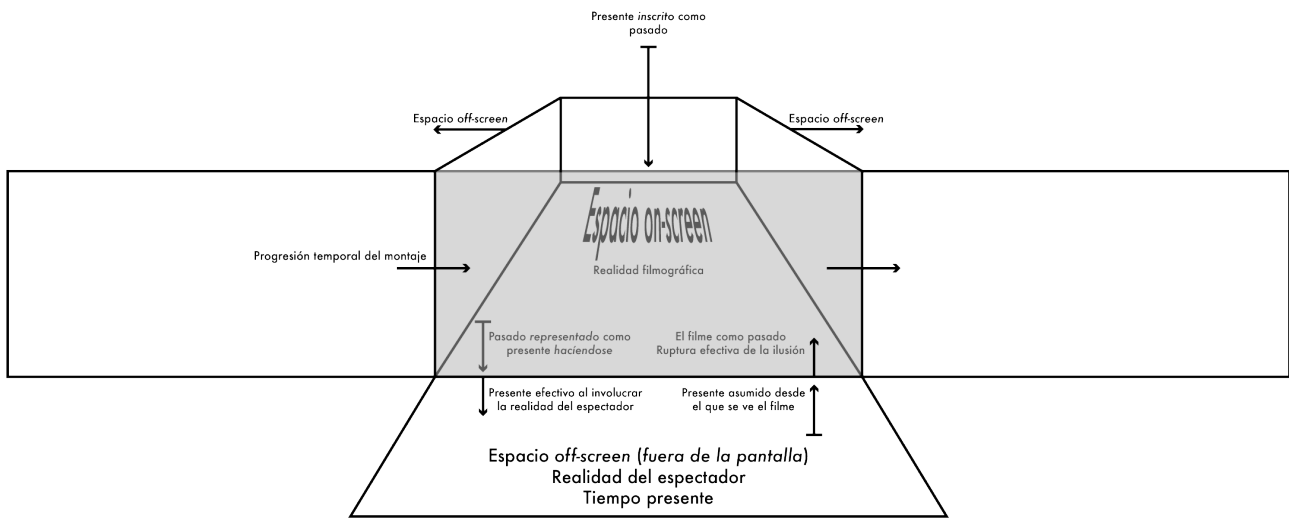 Presente inscrito como
pasado
Espacio off-screen
Espacio off-screen
Espacio on-screen
Progresión temporal del montaje
Realidad filmográfica
Pasado representado como
presente hacíendose
El filme como pasado
Ruptura efectiva de la ilusión
Presente efectivo al involucrar
la realidad del espectador
Presente asumido desde
el que se ve el filme
Espacio off-screen (fuera de la pantalla)
Realidad del espectador
Tiempo presente